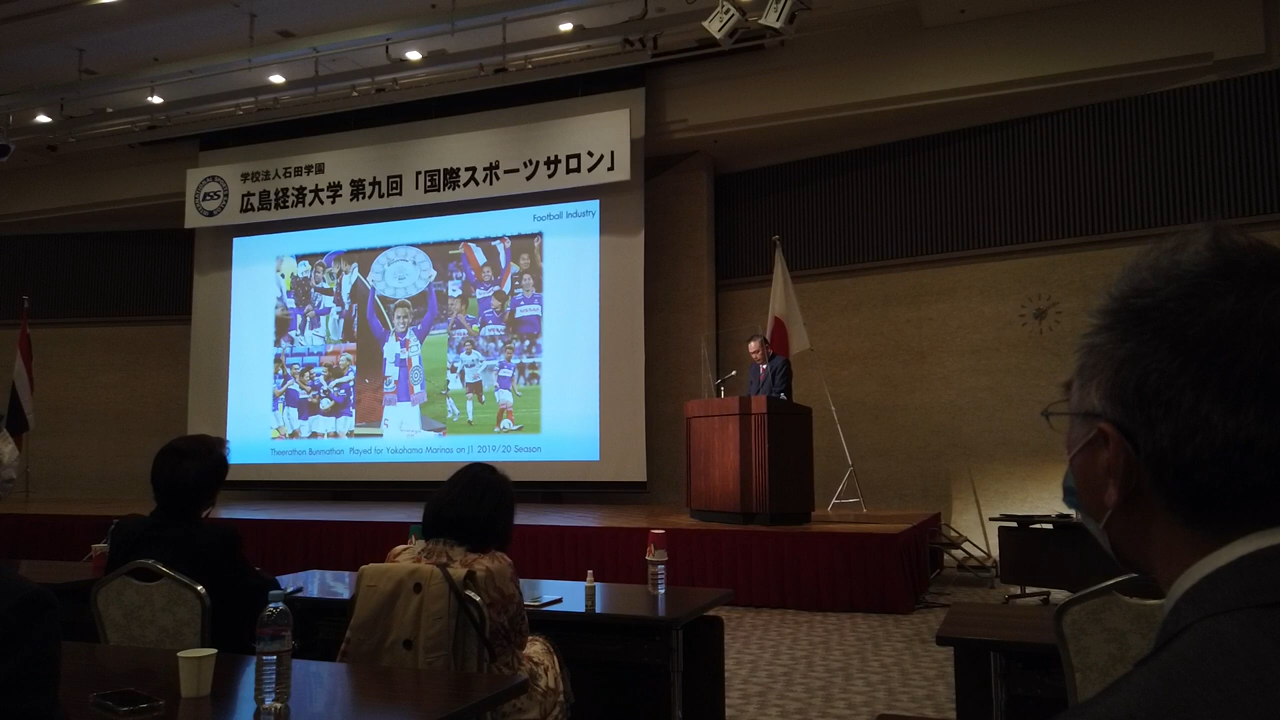 学校法人石田学園
広島経済大学 第九回「国際スポーツサロン」
ISS
Football Industry
Theerathon Bunmathan Played for Yokohama Marinos on J1 2019/20 Season